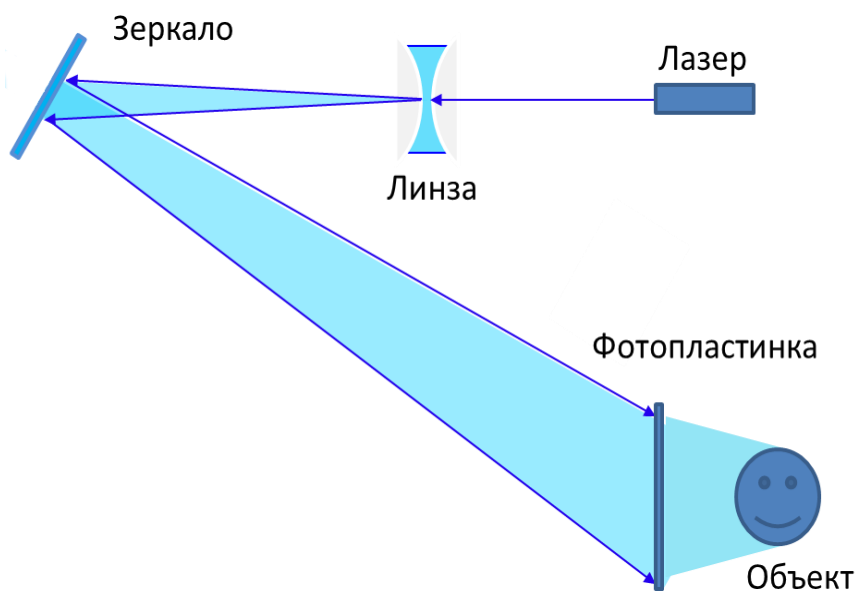 Зеркало
Лазер
Линза
Фотопластинка
Объект